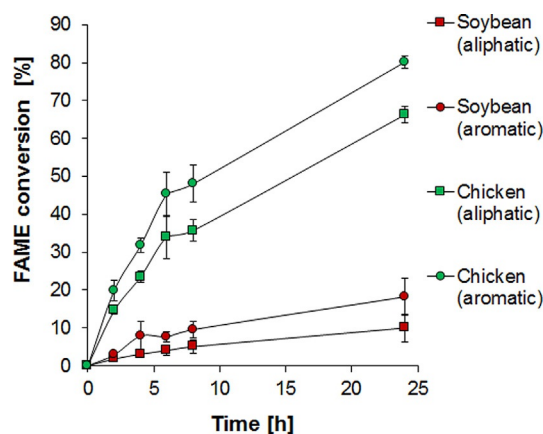 90
80
70
60
50
40
30
20
10
0
FAME conversion [%]
0 5 10 15 20 25
Time [h]
Soybean
(aliphatic)
Soybean
(aromatic)
Chicken
(aliphatic)
Chicken
(aromatic)